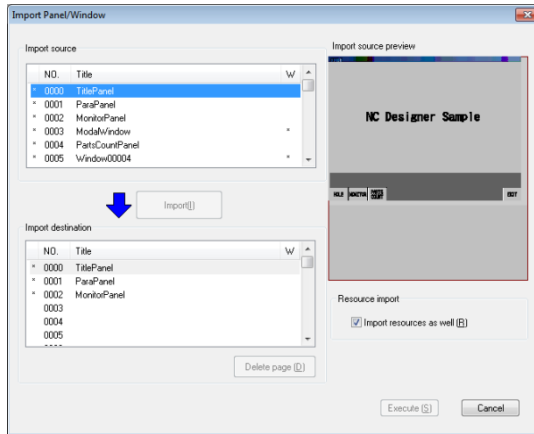 Import Panel/Window
Import source
NO. Title W
* 0000 TitlePanel
* 0001 ParaPanel
* 0002 MonitorPanel
* 0003 ModalWindow *
* 0004 PartsCountPanel
* 0005 Window00004 *
Import(I)
Import destination
NO. Title W
* 0000 TitlePanel
* 0001 ParaPanel
* 0002 MonitorPanel
0003
0004
0005
Delete page (D)
Import source preview
NC Designer Sample
EXIT
Resource import
Import resources as well (R)
Execute (S)
Cancel